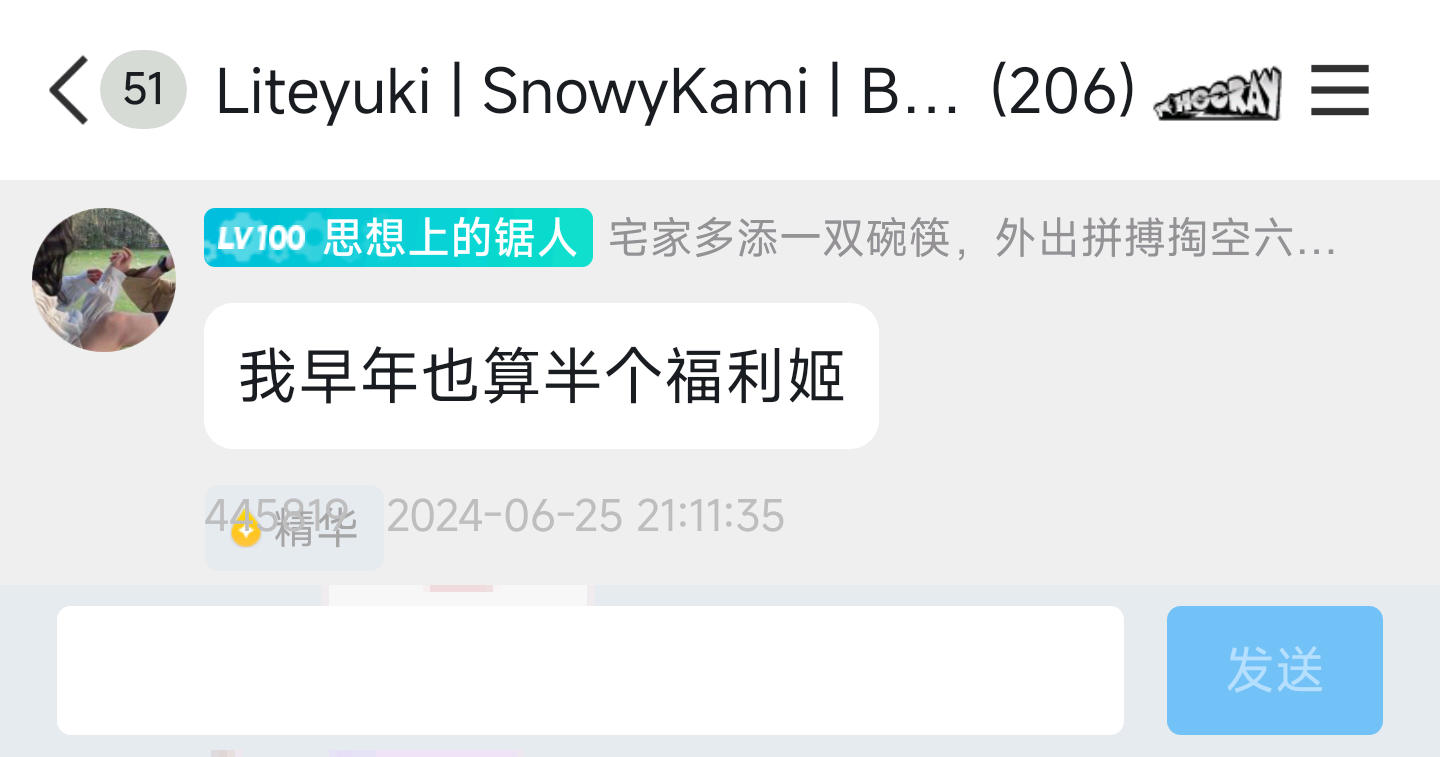 51 Liteyuki | SnowyKami | B... (206) HOORAY
LV100 思想上的锯人 宅家多添一双碗筷，外出拼搏掏空六...
我早年也算半个福利姬
445919 2024-06-25 21:11:35
精华
发送